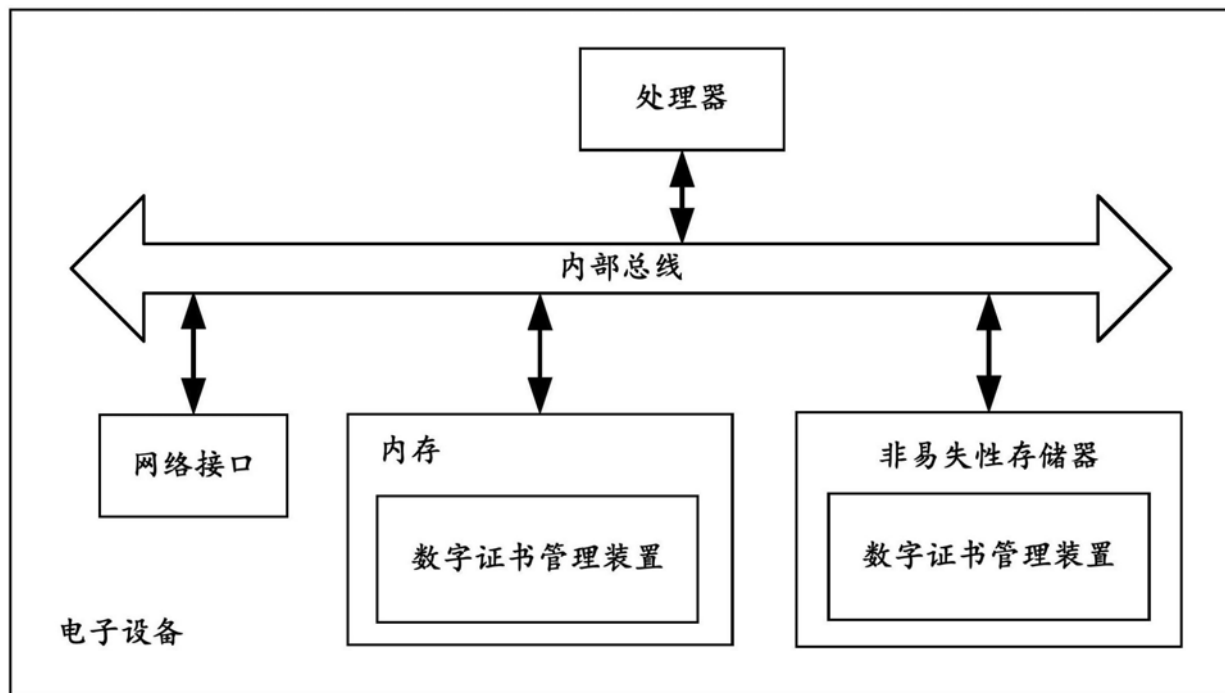 处理器
内部总线
网络接口
内存
非易失性存储器
数字证书管理装置
数字证书管理装置
电子设备